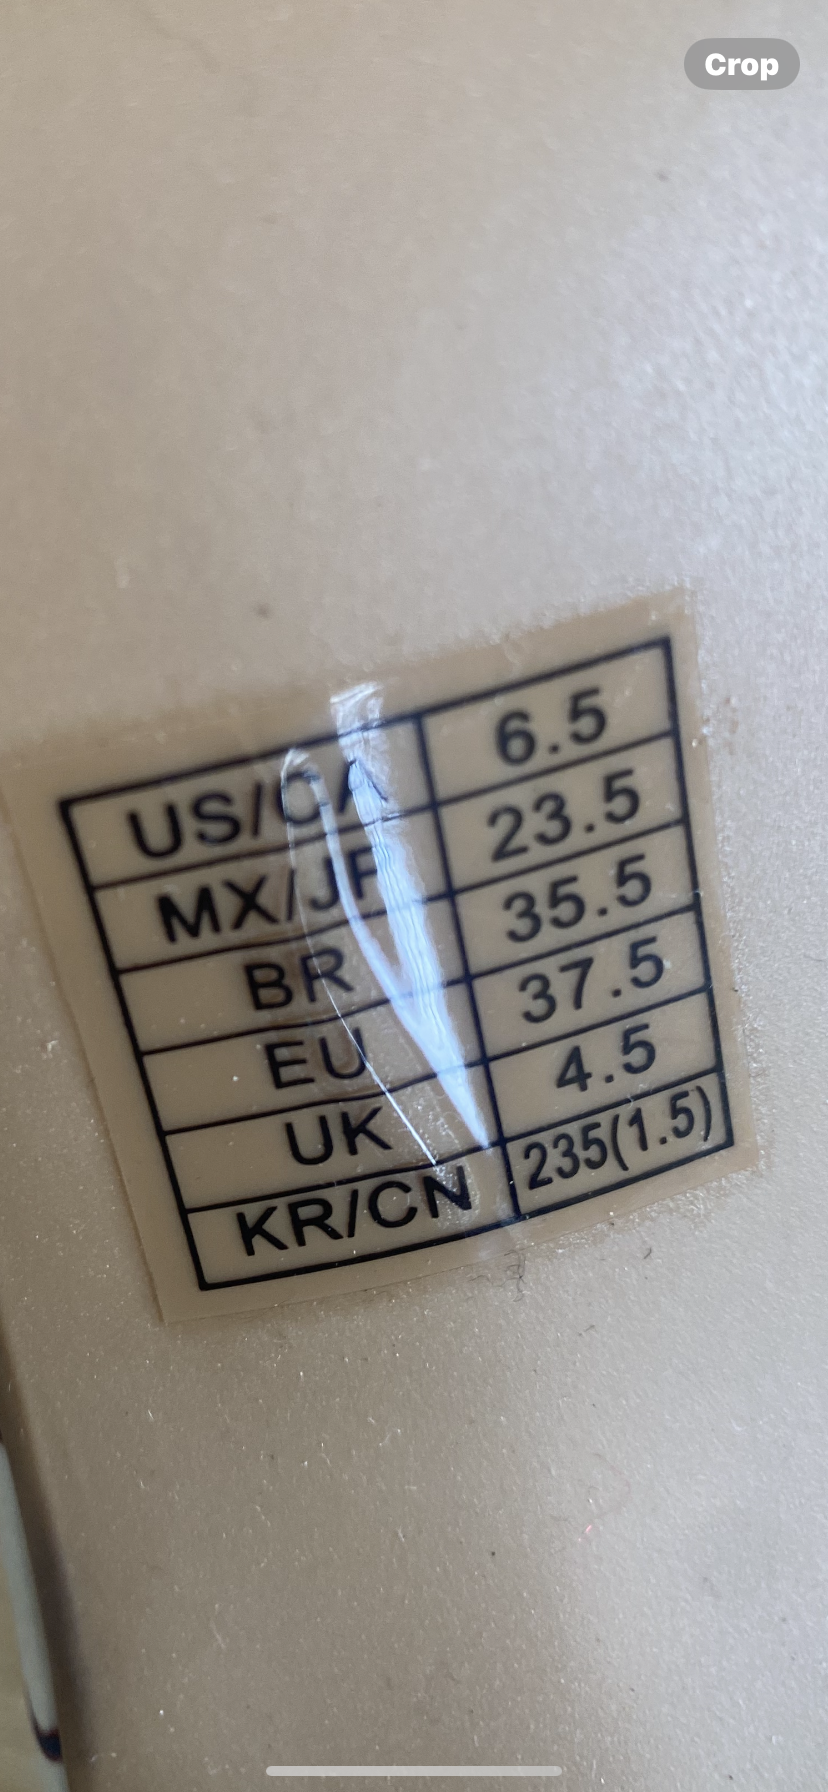 Crop
US/CA 6.5
MX/JP 23.5
BR 35.5
EU 37.5
UK 4.5
KR/CN 235(1.5)